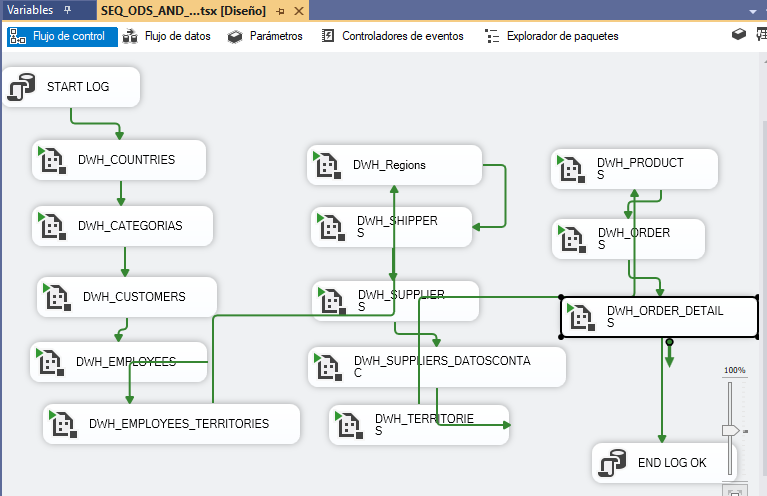 Variables
SEQ_ODS_AND_...tsx [Diseño]
Flujo de control
Flujo de datos
Parámetros
Controladores de eventos
Explorador de paquetes
START LOG
DWH_COUNTRIES
DWH_CATEGORIAS
DWH_CUSTOMERS
DWH_EMPLOYEES
DWH_EMPLOYEES_TERRITORIES
DWH_Regions
DWH_SHIPPER
S
DWH_SUPPLIER
S
DWH_SUPPLIERS_DATOSCONTA
C
DWH_TERRITORIE
S
DWH_PRODUCT
S
DWH_ORDER
S
DWH_ORDER_DETAIL
S
END LOG OK
100%